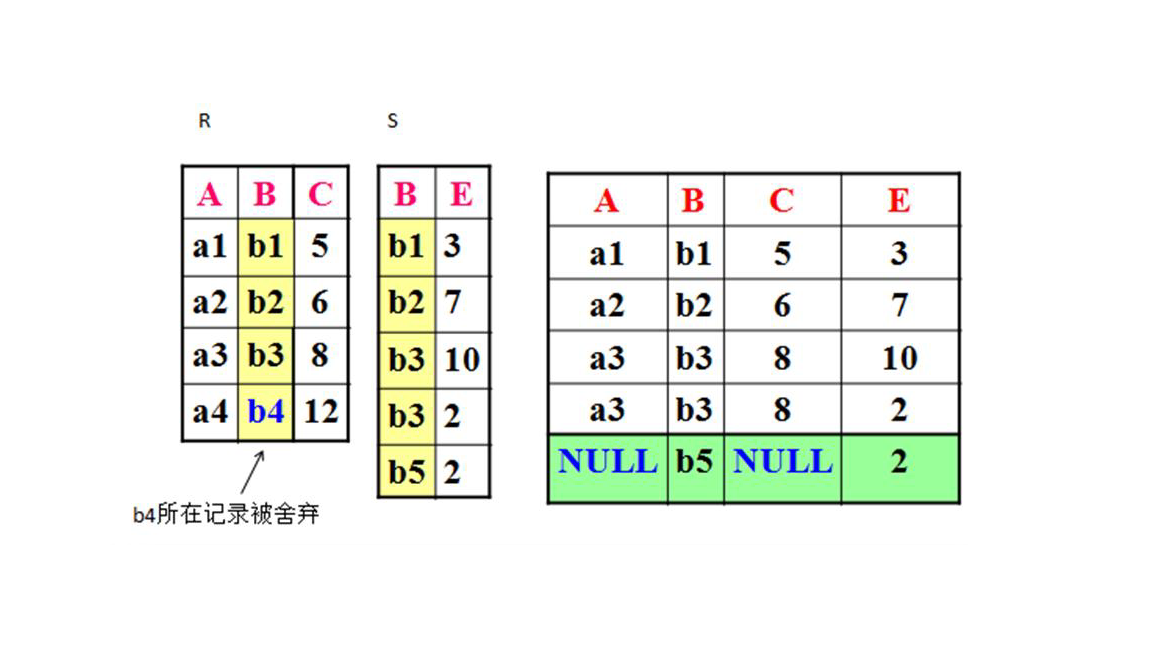 R
A B C
a1 b1 5
a2 b2 6
a3 b3 8
a4 b4 12
b4所在记录被舍弃
S
B E
b1 3
b2 7
b3 10
b3 2
b5 2
A B C E
a1 b1 5 3
a2 b2 6 7
a3 b3 8 10
a3 b3 8 2
NULL b5 NULL 2